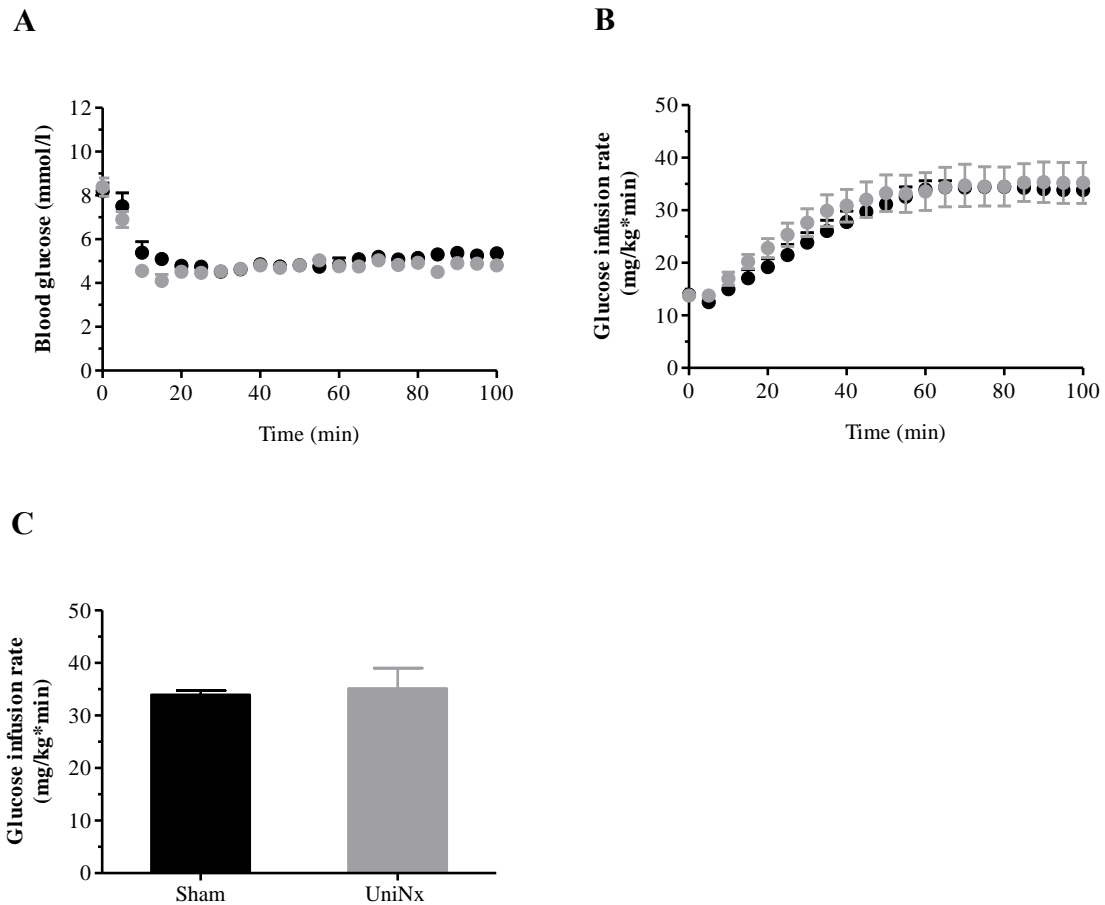 A
Blood glucose (mmol/l)
12
10
8
6
4
2
0
0 20 40 60 80 100
Time (min)
B
Glucose infusion rate
(mg/kg*min)
50
40
30
20
10
0
0 20 40 60 80 100
Time (min)
C
Glucose infusion rate
(mg/kg*min)
50
40
30
20
10
0
Sham UniNx